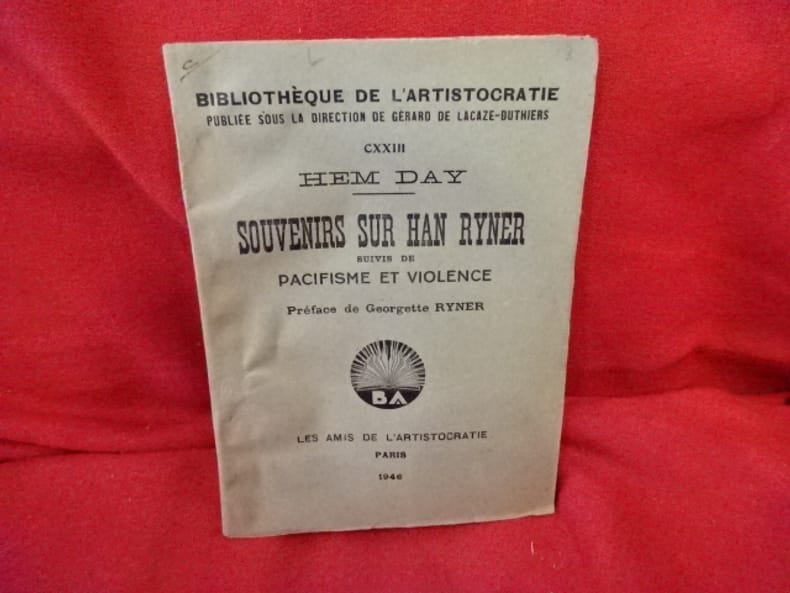 BIBLIOTHÈQUE DE L'ARTISTOCRATIE
PUBLIÉE SOUS LA DIRECTION DE GÉRARD DE LACAZE-DUTHIERS
CXXIII
HEM DAY
SOUVENIRS SUR HAN RYNER
SUIVIS DE
PACIFISME ET VIOLENCE
Préface de Georgette RYNER
BA
LES AMIS DE L'ARTISTOCRATIE
PARIS
1946